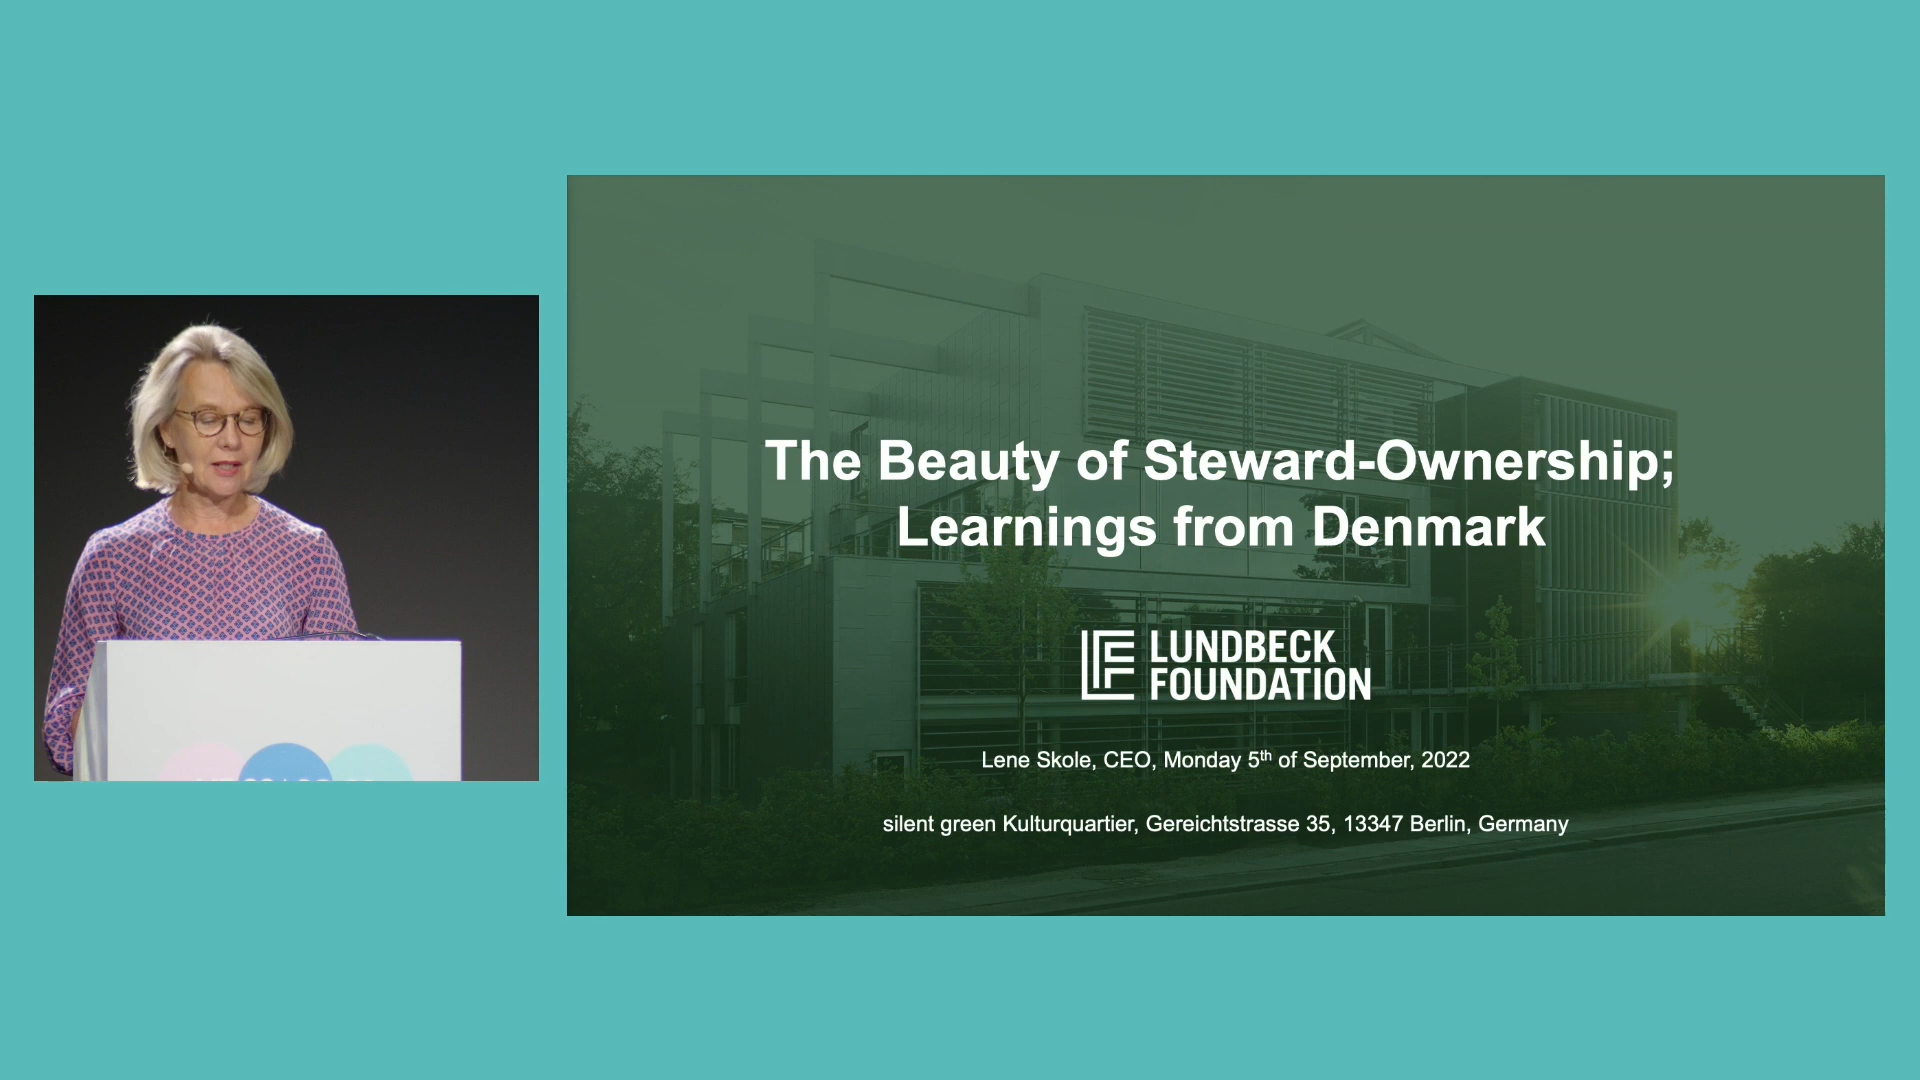 The Beauty of Steward-Ownership;
Learnings from Denmark
LUNDBECK
FOUNDATION
Lene Skole, CEO, Monday 5th of September, 2022
silent green Kulturquartier, Gereichtstrasse 35, 13347 Berlin, Germany